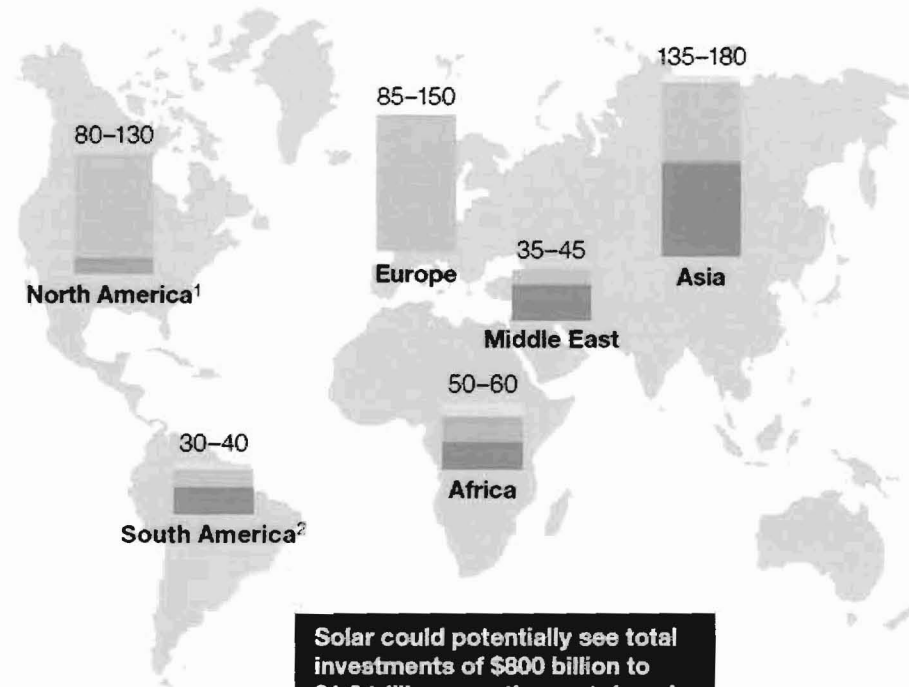 135–180
85–150
80–130
35–45
Europe
Asia
North America¹
Middle East
50–60
30–40
Africa
South America²
Solar could potentially see total
investments of $800 billion to